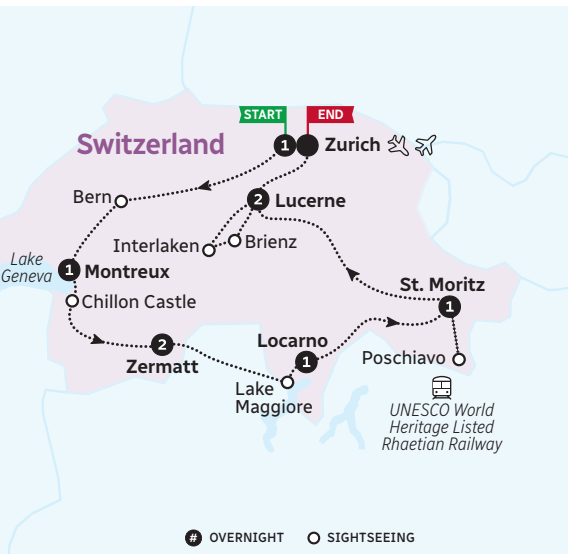 START
END
Switzerland
1
Zurich
Bern
2
Lucerne
Interlaken
Brienz
Lake
Geneva
1
Montreux
Chillon Castle
St. Moritz
1
2
Zermatt
Locarno
1
Poschiavo
Lake
Maggiore
UNESCO World
Heritage Listed
Rhaetian Railway
# OVERNIGHT
SIGHTSEEING